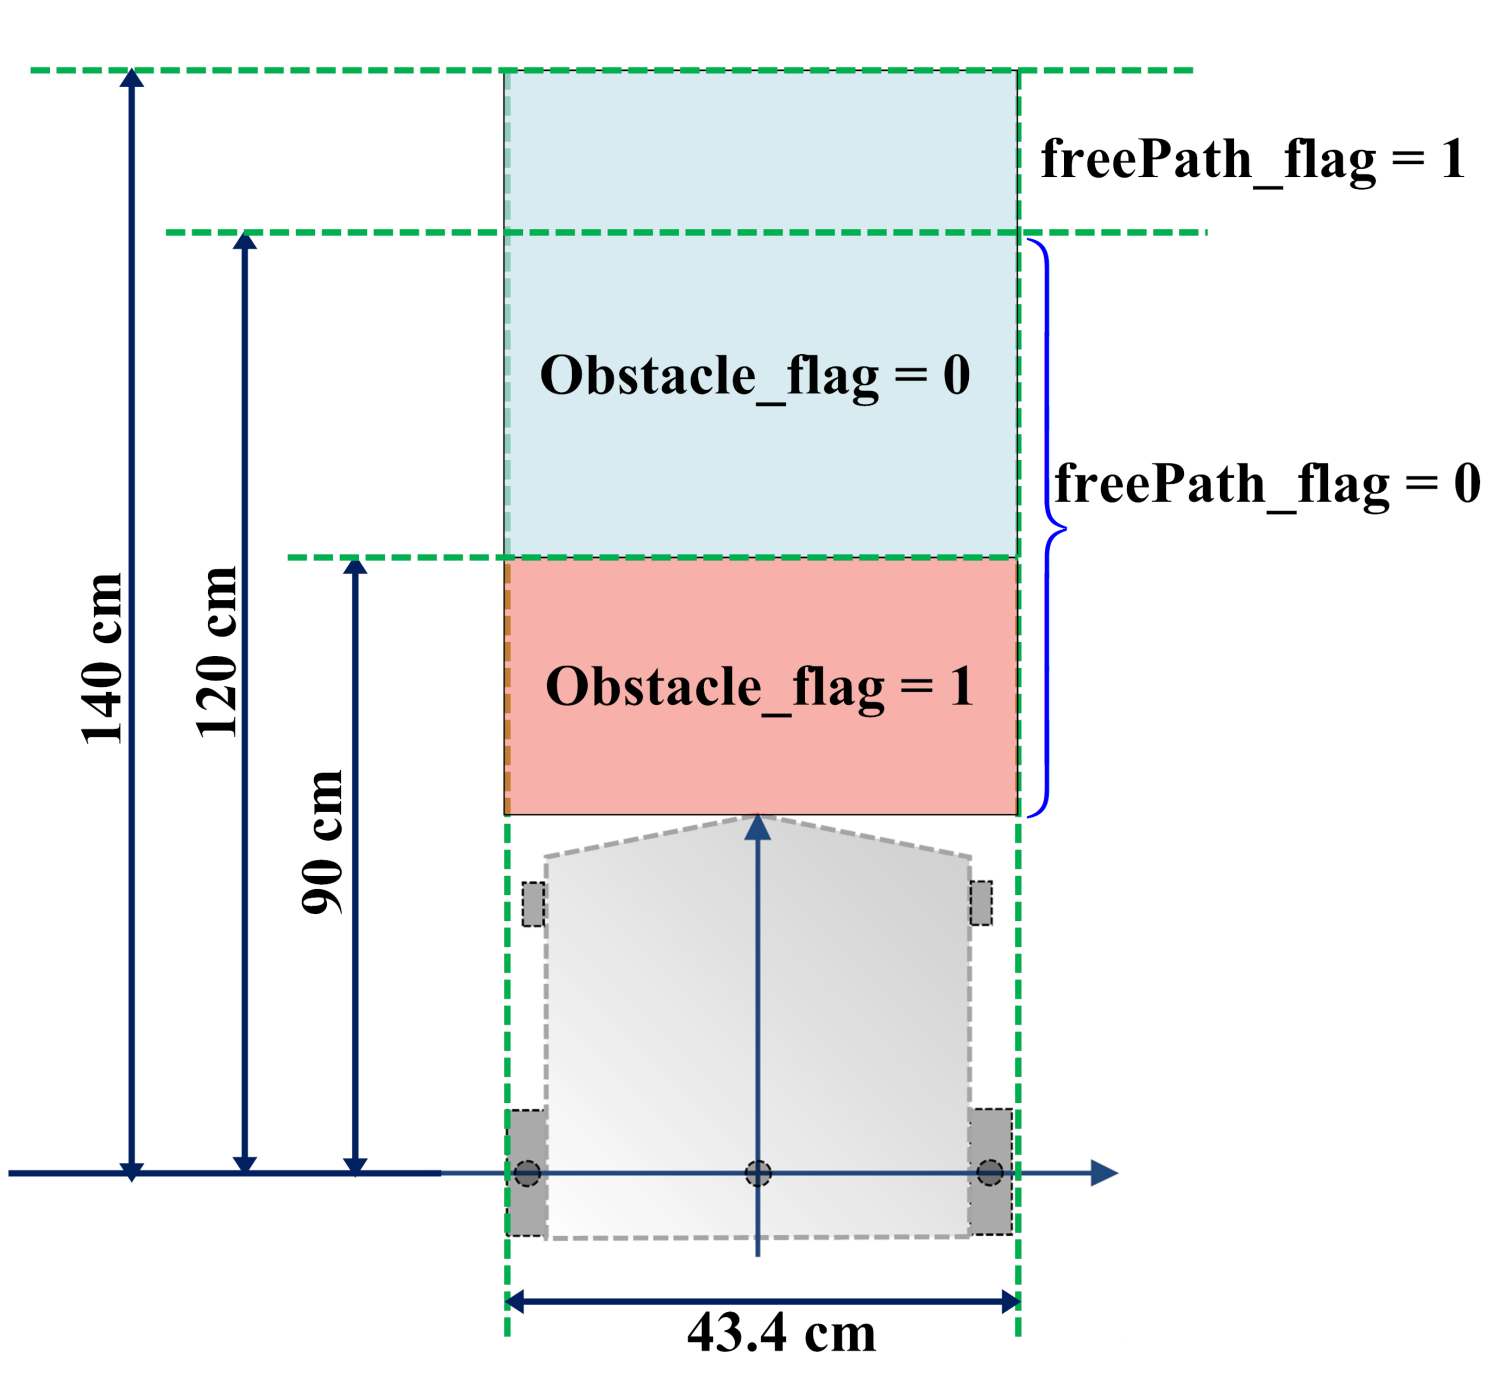 freePath_flag = 1
Obstacle_flag = 0
freePath_flag = 0
140 cm
120 cm
Obstacle_flag = 1
90 cm
43.4 cm